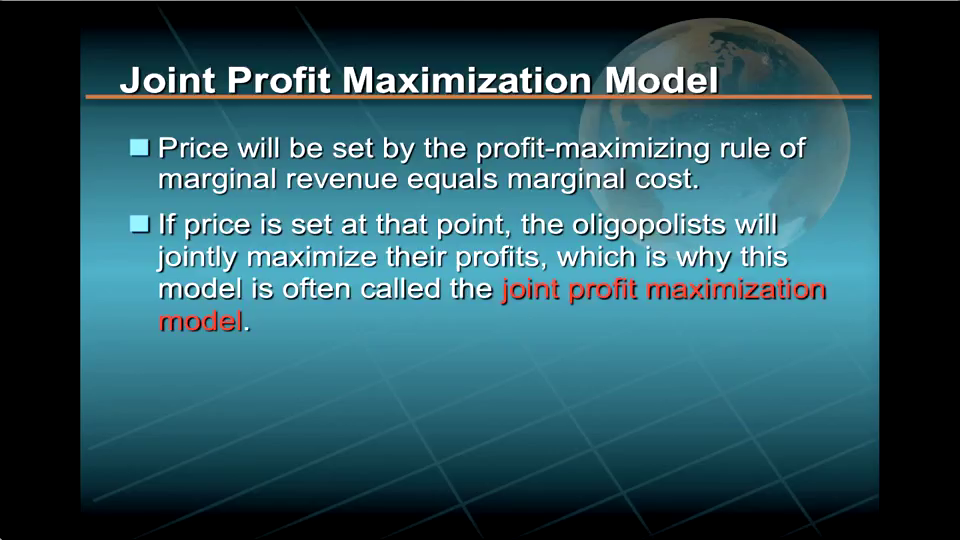 Joint Profit Maximization Model
Price will be set by the profit-maximizing rule of
marginal revenue equals marginal cost.
If price is set at that point, the oligopolists will
jointly maximize their profits, which is why this
model is often called the joint profit maximization
model.